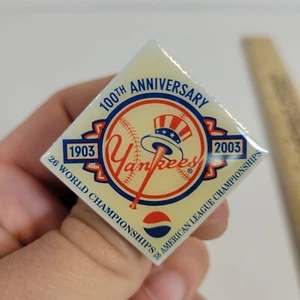 100TH ANNIVERSARY
1903
2003
Yankees®
26 WORLD CHAMPIONSHIPS
38 AMERICAN LEAGUE CHAMPIONSHIPS